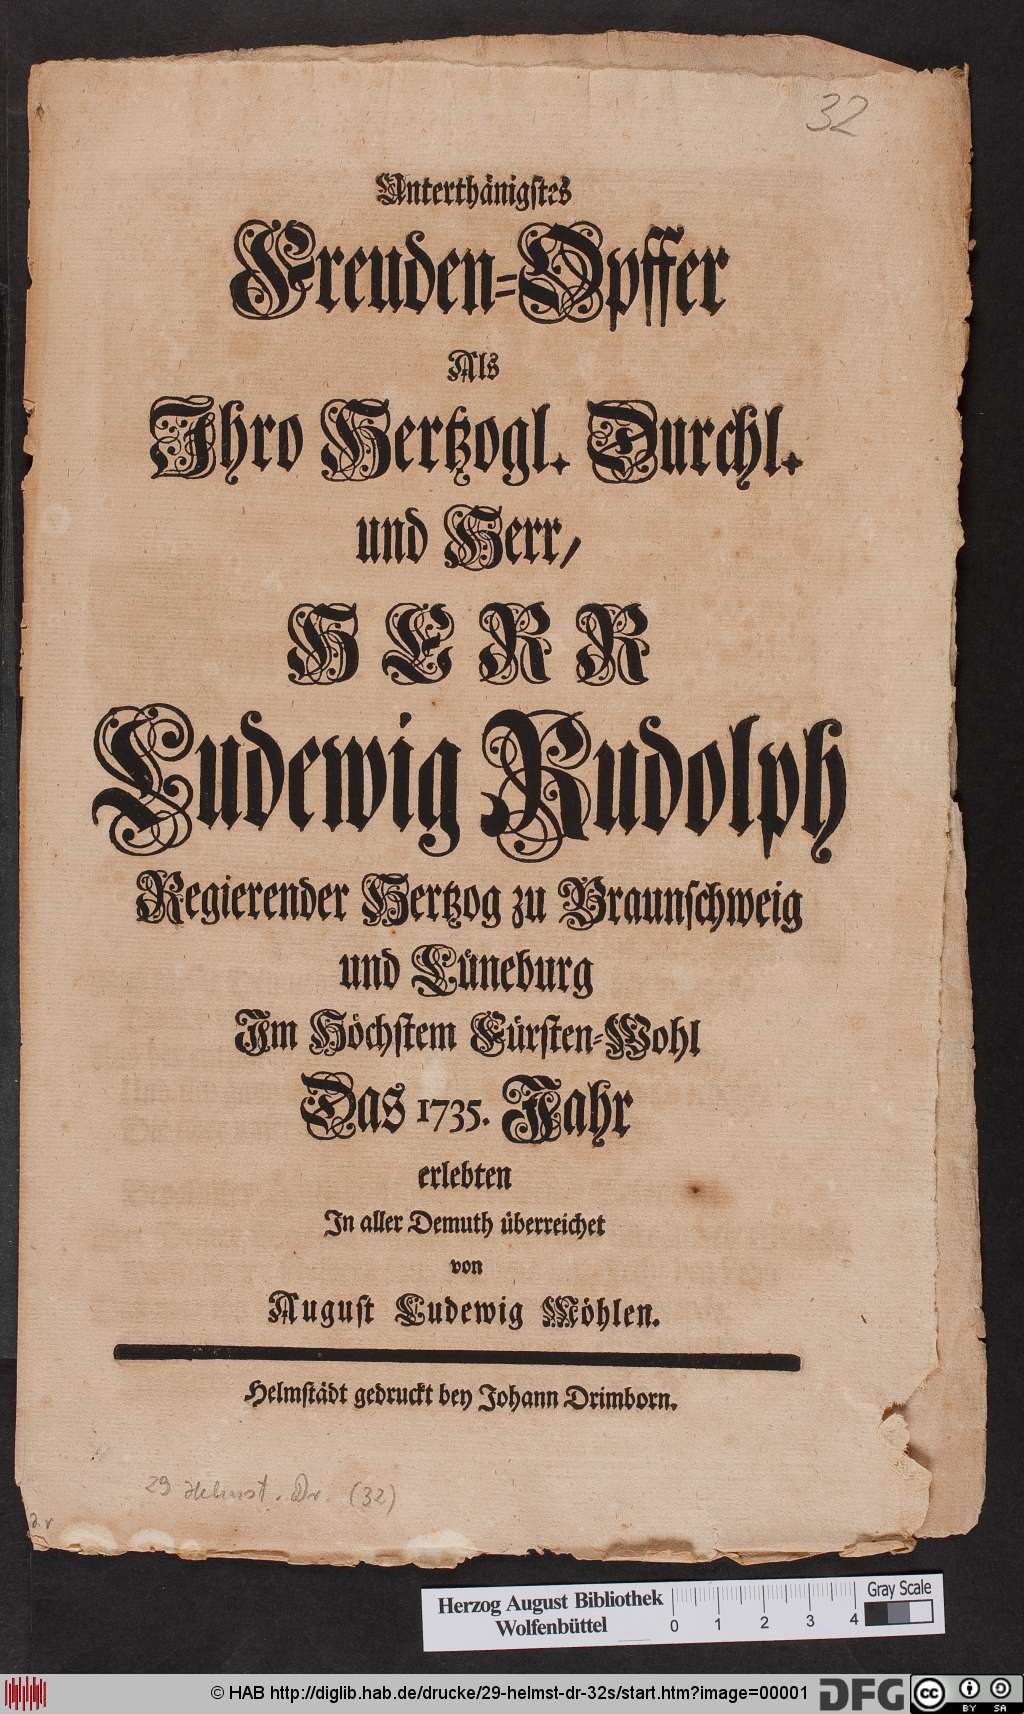 32
Unterthänigstes
Freuden=Opffer
Als
Ihro Hertzogl. Durchl.
und Herr/
HERR
Ludewig Rudolph
Regierender Hertzog zu Braunschweig
und Lüneburg
Im Höchstem Fürsten=Wohl
Das 1735. Jahr
erlebten
In aller Demuth überreichet
von
August Ludewig Möhlen.
Helmstädt gedruckt bey Johann Drimborn.
29 Helmst. Dr. (32)
Herzog August Bibliothek
Wolfenbüttel
0 1 2 3 4
Gray Scale
© HAB http://diglib.hab.de/drucke/29-helmst-dr-32s/start.htm?image=00001
DFG
cc BY SA